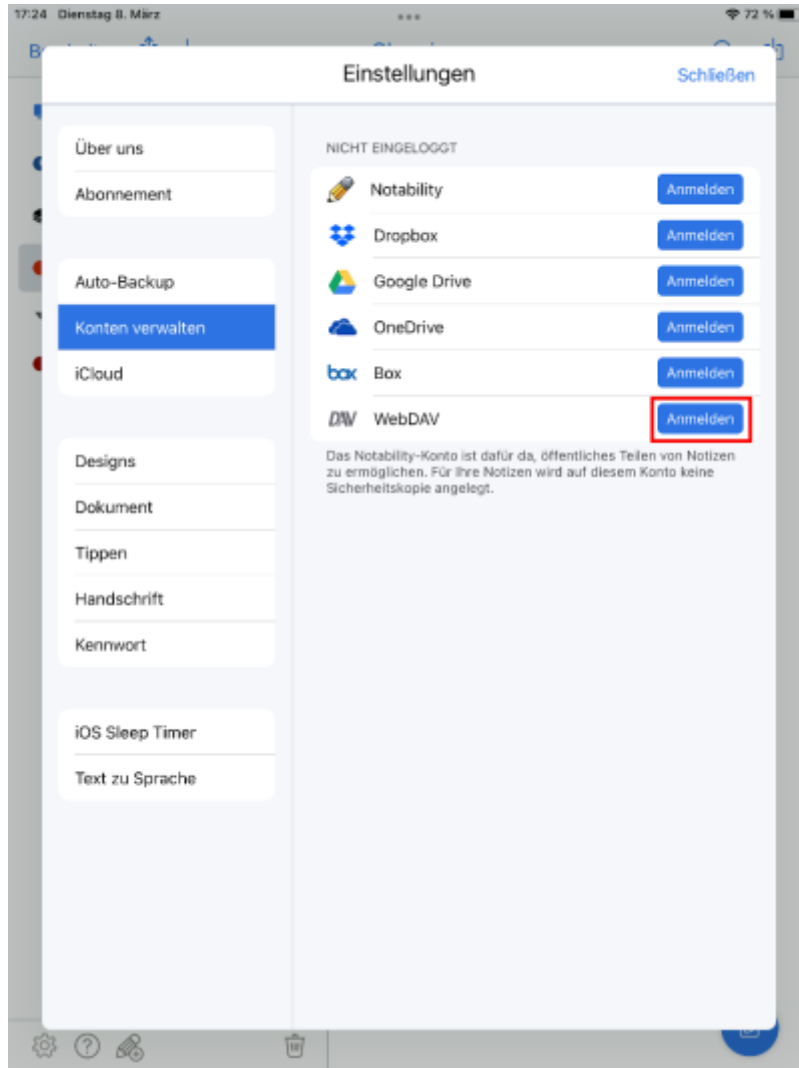 17:24 Dienstag 8. März
72 %
Einstellungen
Schließen
Über uns
Abonnement
Auto-Backup
Konten verwalten
iCloud
Designs
Dokument
Tippen
Handschrift
Kennwort
iOS Sleep Timer
Text zu Sprache
NICHT EINGELOGGT
Notability Anmelden
Dropbox Anmelden
Google Drive Anmelden
OneDrive Anmelden
box Box Anmelden
DAV WebDAV Anmelden
Das Notability-Konto ist dafür da, öffentliches Teilen von Notizen
zu ermöglichen. Für Ihre Notizen wird auf diesem Konto keine
Sicherheitskopie angelegt.